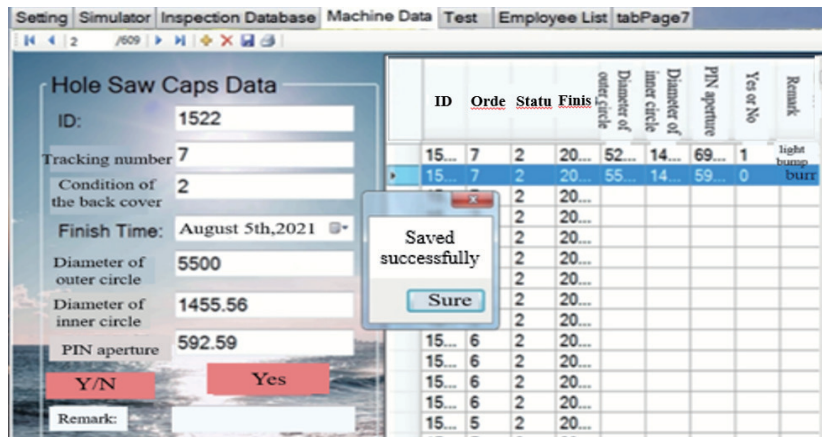 Setting Simulator Inspection Database Machine Data Test Employee List tabPage7
2 /609
Hole Saw Caps Data
ID: 1522
Tracking number 7
Condition of the back cover 2
Finish Time: August 5th,2021
Diameter of outer circle 5500
Diameter of inner circle 1455.56
PIN aperture 592.59
Y/N Yes
Remark:
ID Orde Statu Finis Diameter of outer circle Diameter of inner circle PIN aperture Yes or No Remark
15... 7 2 20... 52... 14... 69... 1 light bump
15... 7 2 20... 55... 14... 59... 0 burr
2 20...
2 20...
2 20...
2 20...
2 20...
2 20...
2 20...
15... 6 2 20...
15... 6 2 20...
15... 6 2 20...
15... 6 2 20...
15... 5 2 20...
Saved
successfully
Sure